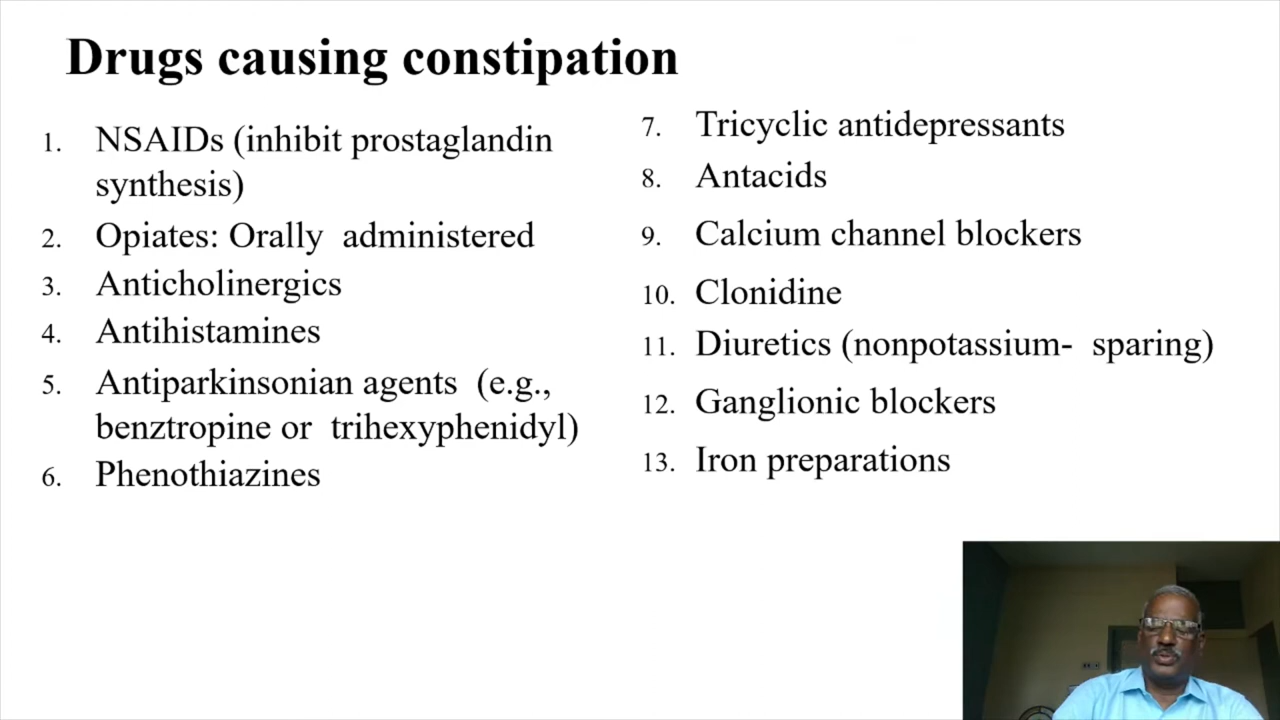 Drugs causing constipation
1. NSAIDs (inhibit prostaglandin
synthesis)
2. Opiates: Orally administered
3. Anticholinergics
4. Antihistamines
5. Antiparkinsonian agents (e.g.,
benztropine or trihexyphenidyl)
6. Phenothiazines
7. Tricyclic antidepressants
8. Antacids
9. Calcium channel blockers
10. Clonidine
11. Diuretics (nonpotassium- sparing)
12. Ganglionic blockers
13. Iron preparations